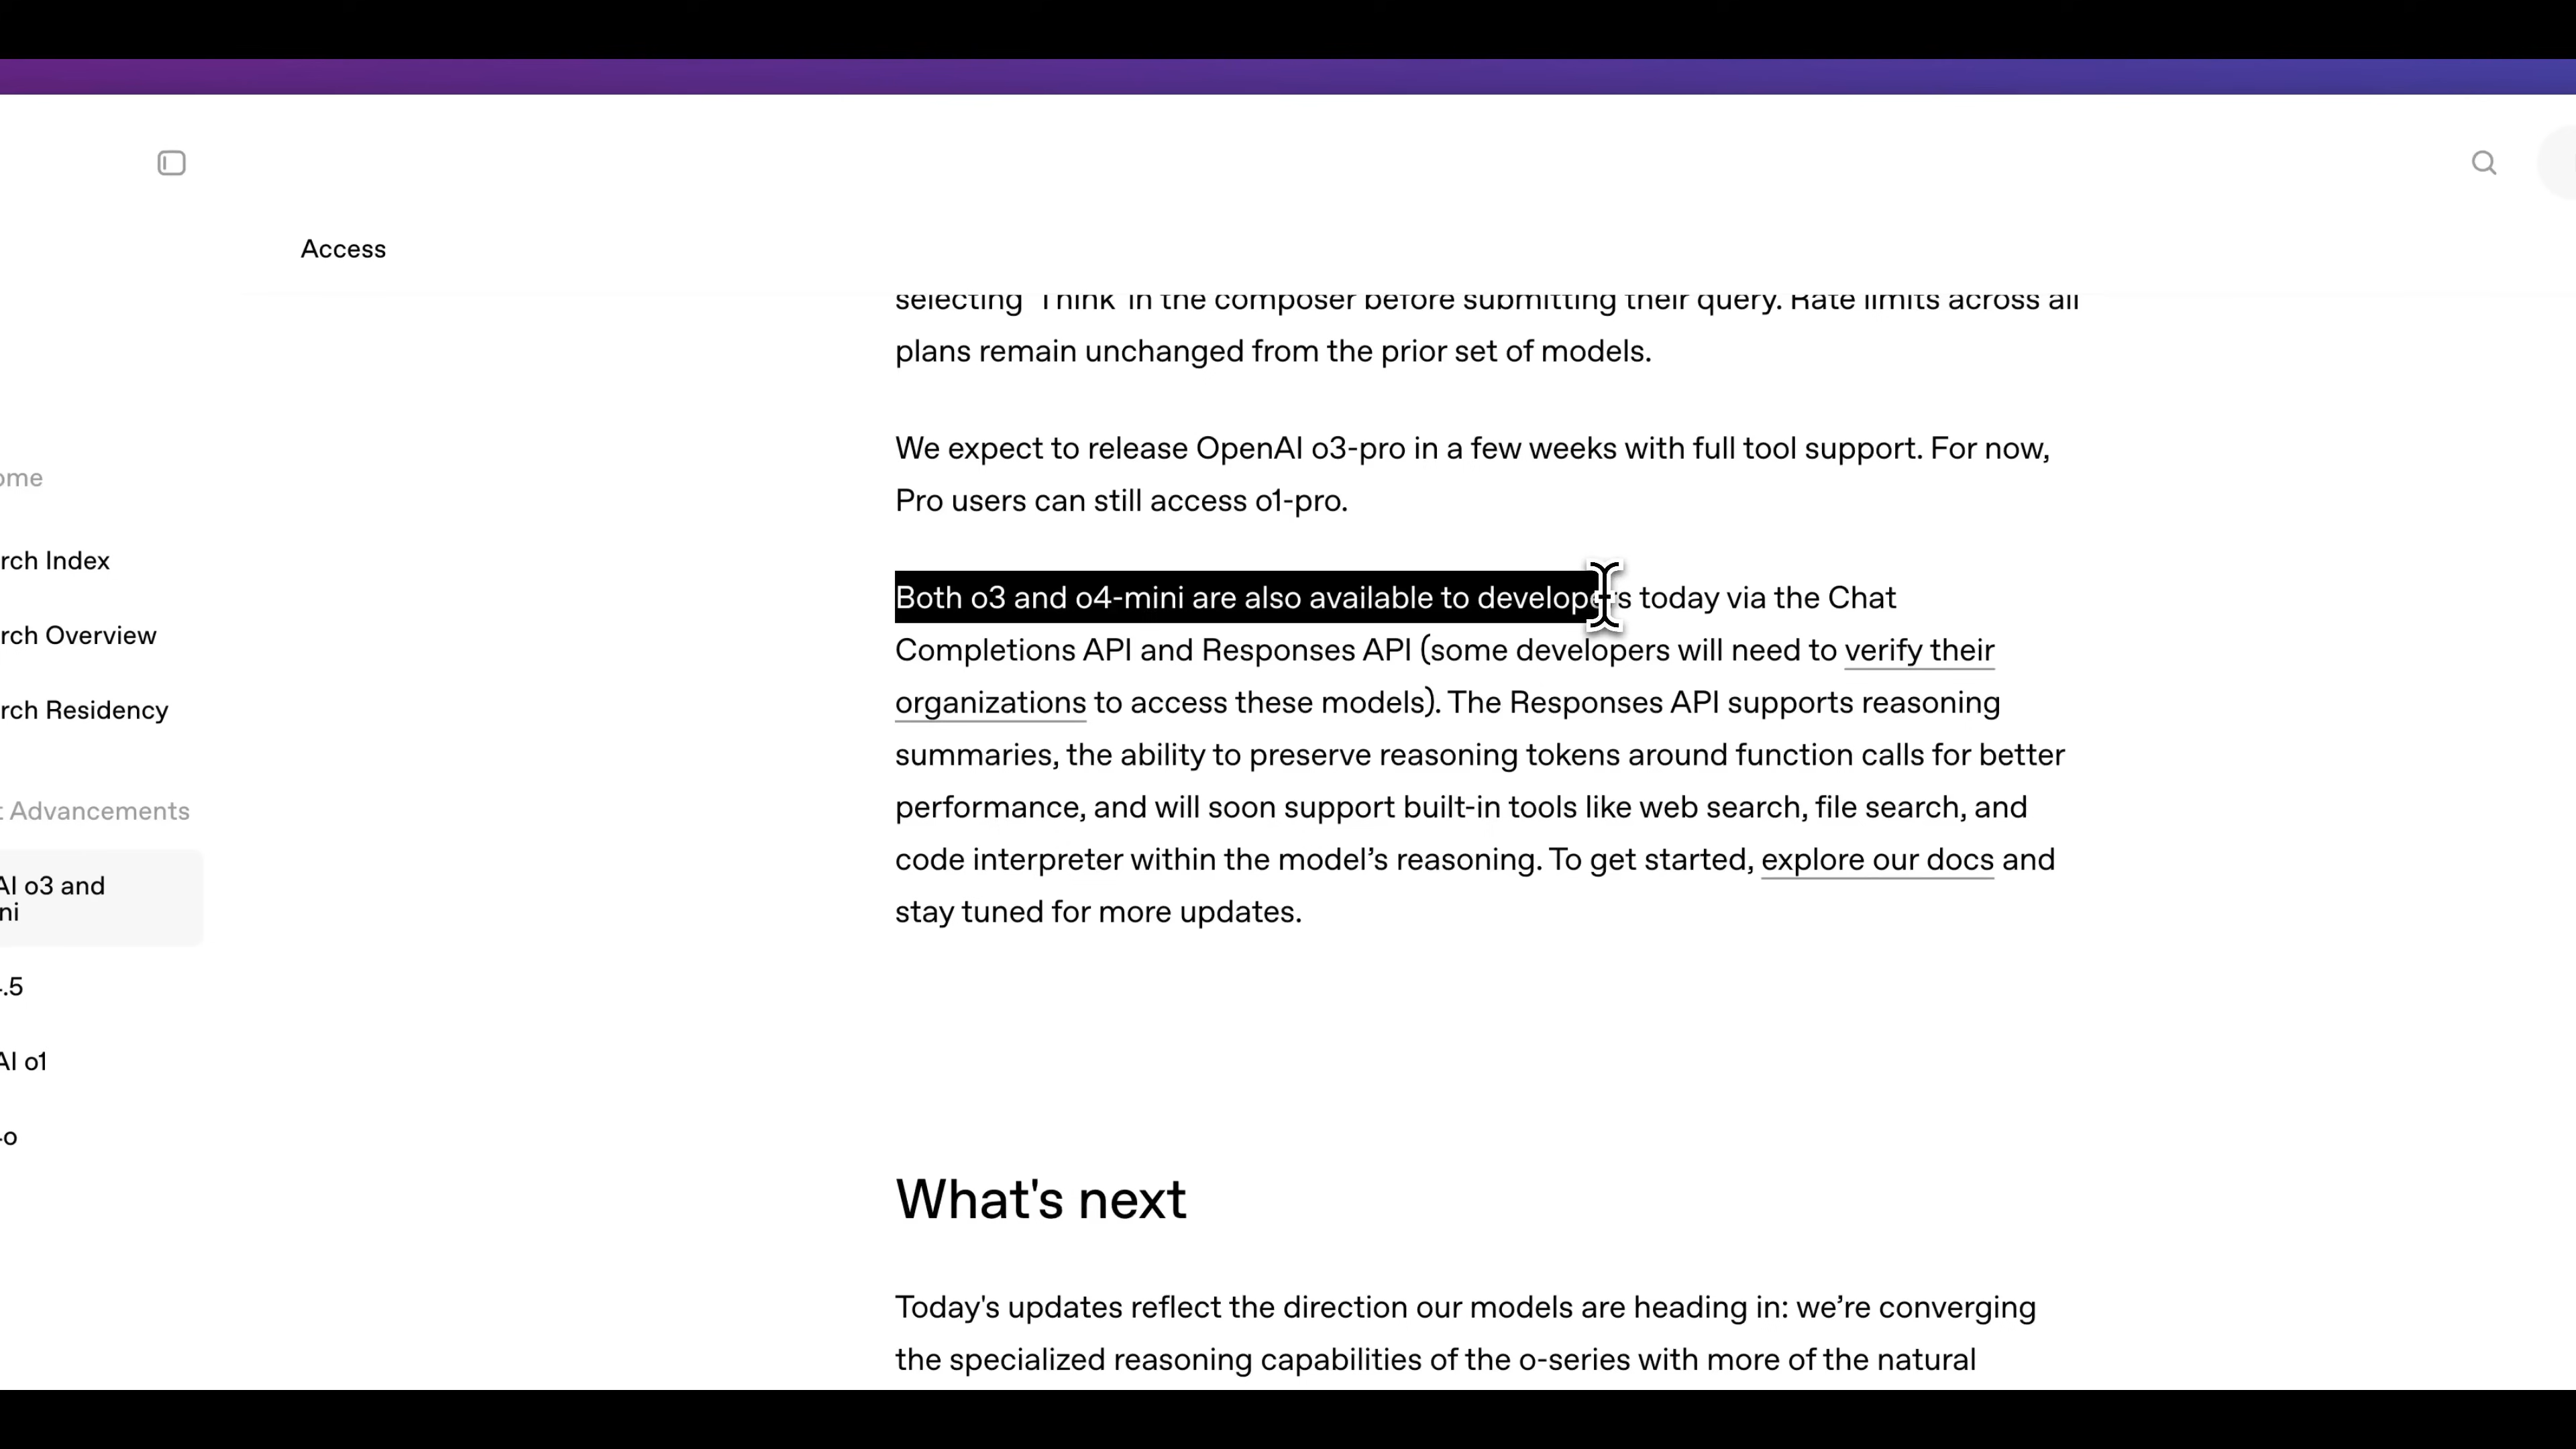 Access
selecting 'Think' in the composer before submitting their query. Rate limits across all
plans remain unchanged from the prior set of models.
We expect to release OpenAI o3-pro in a few weeks with full tool support. For now,
Pro users can still access o1-pro.
Both o3 and o4-mini are also available to developers today via the Chat
Completions API and Responses API (some developers will need to verify their
organizations to access these models). The Responses API supports reasoning
summaries, the ability to preserve reasoning tokens around function calls for better
performance, and will soon support built-in tools like web search, file search, and
code interpreter within the model’s reasoning. To get started, explore our docs and
stay tuned for more updates.
What's next
Today's updates reflect the direction our models are heading in: we’re converging
the specialized reasoning capabilities of the o-series with more of the natural
ome
rch Index
rch Overview
rch Residency
t Advancements
AI o3 and
ni
.5
AI o1
o